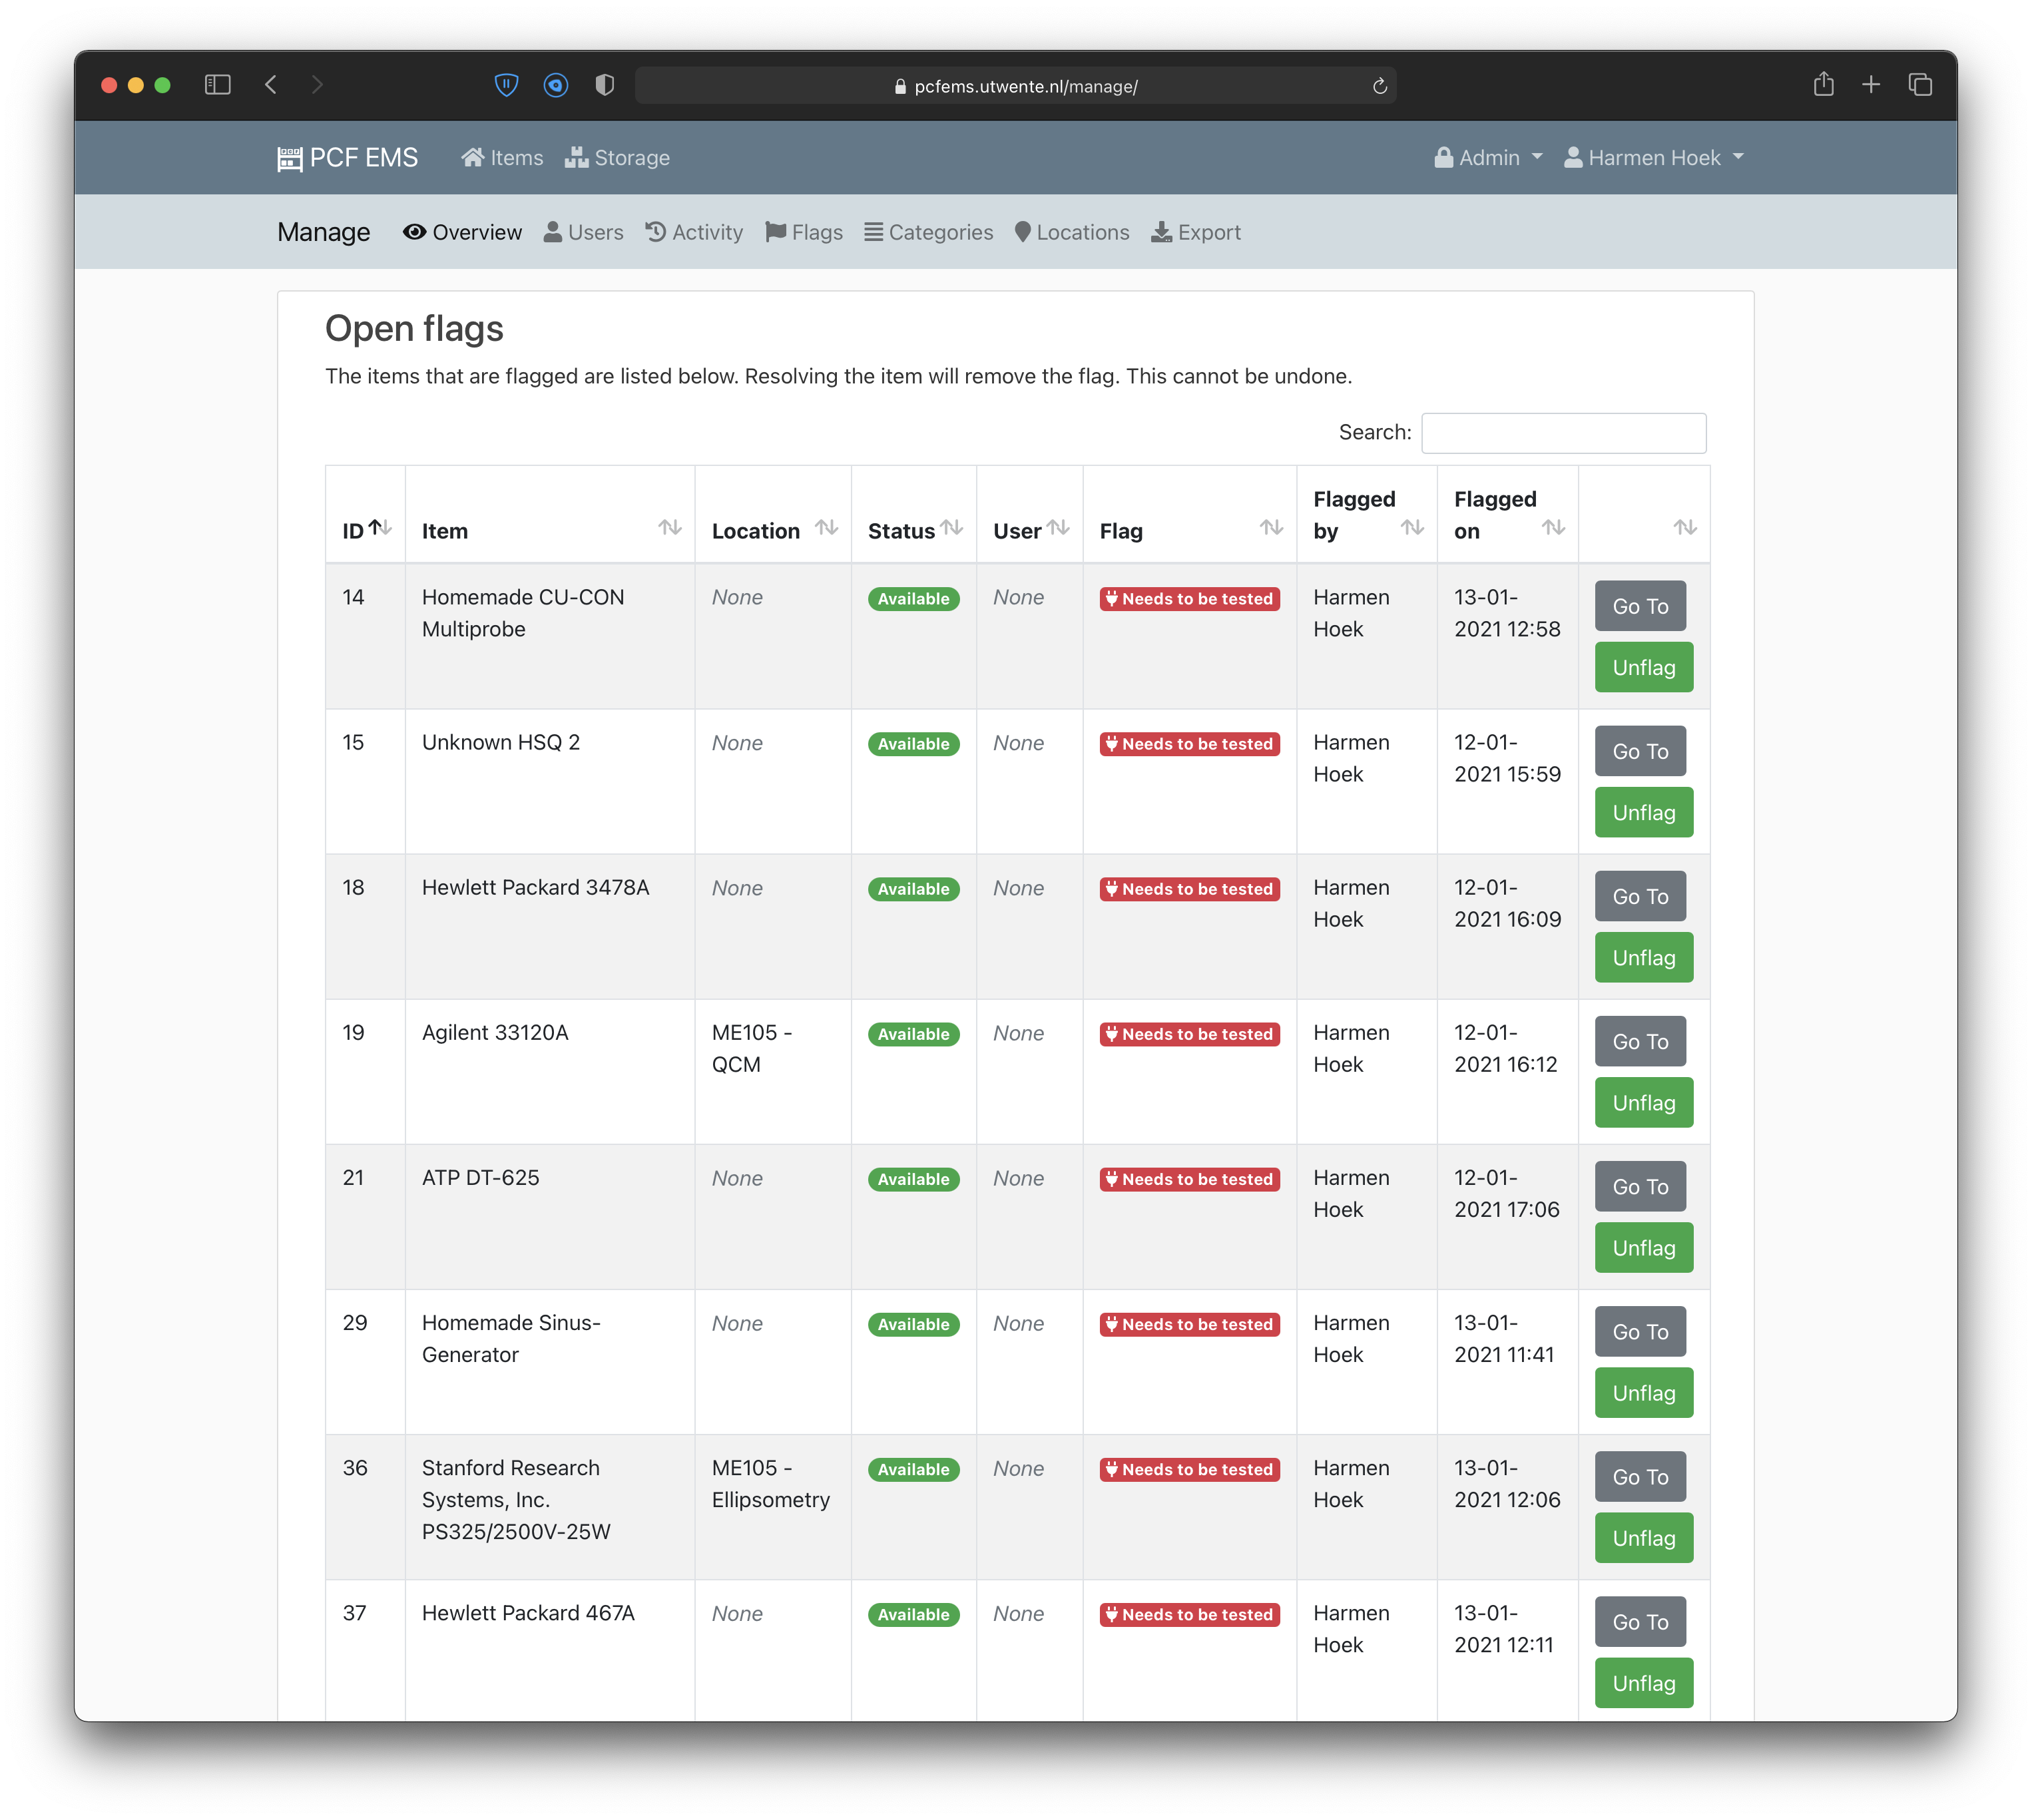 pcfems.utwente.nl/manage/
PCF EMS Items Storage Admin Harmen Hoek
Manage Overview Users Activity Flags Categories Locations Export
Open flags
The items that are flagged are listed below. Resolving the item will remove the flag. This cannot be undone.
Search:
ID Item Location Status User Flag Flagged by Flagged on
14 Homemade CU-CON Multiprobe None Available None Needs to be tested Harmen Hoek 13-01-2021 12:58 Go To Unflag
15 Unknown HSQ 2 None Available None Needs to be tested Harmen Hoek 12-01-2021 15:59 Go To Unflag
18 Hewlett Packard 3478A None Available None Needs to be tested Harmen Hoek 12-01-2021 16:09 Go To Unflag
19 Agilent 33120A ME105 - QCM Available None Needs to be tested Harmen Hoek 12-01-2021 16:12 Go To Unflag
21 ATP DT-625 None Available None Needs to be tested Harmen Hoek 12-01-2021 17:06 Go To Unflag
29 Homemade Sinus-Generator None Available None Needs to be tested Harmen Hoek 13-01-2021 11:41 Go To Unflag
36 Stanford Research Systems, Inc. PS325/2500V-25W ME105 - Ellipsometry Available None Needs to be tested Harmen Hoek 13-01-2021 12:06 Go To Unflag
37 Hewlett Packard 467A None Available None Needs to be tested Harmen Hoek 13-01-2021 12:11 Go To Unflag